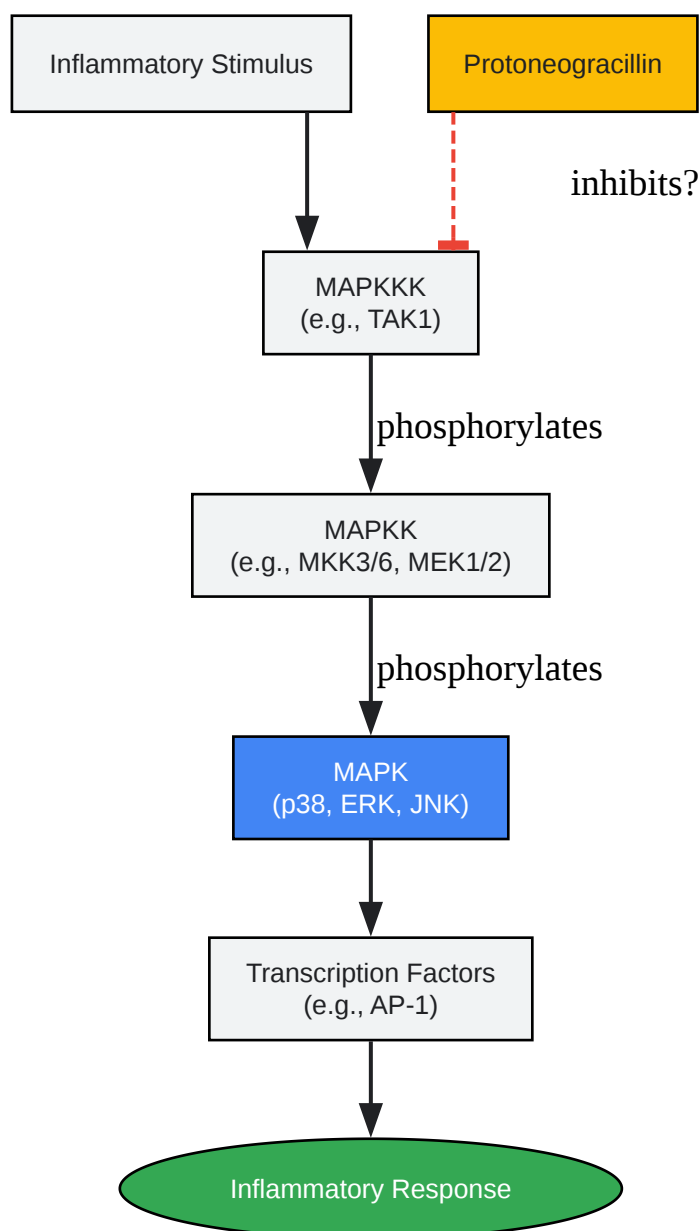 Inflammatory Stimulus
Protoneogracillin
inhibits?
MAPKKK
(e.g., TAK1)
phosphorylates
MAPKK
(e.g., MKK3/6, MEK1/2)
phosphorylates
MAPK
(p38, ERK, JNK)
Transcription Factors
(e.g., AP-1)
Inflammatory Response